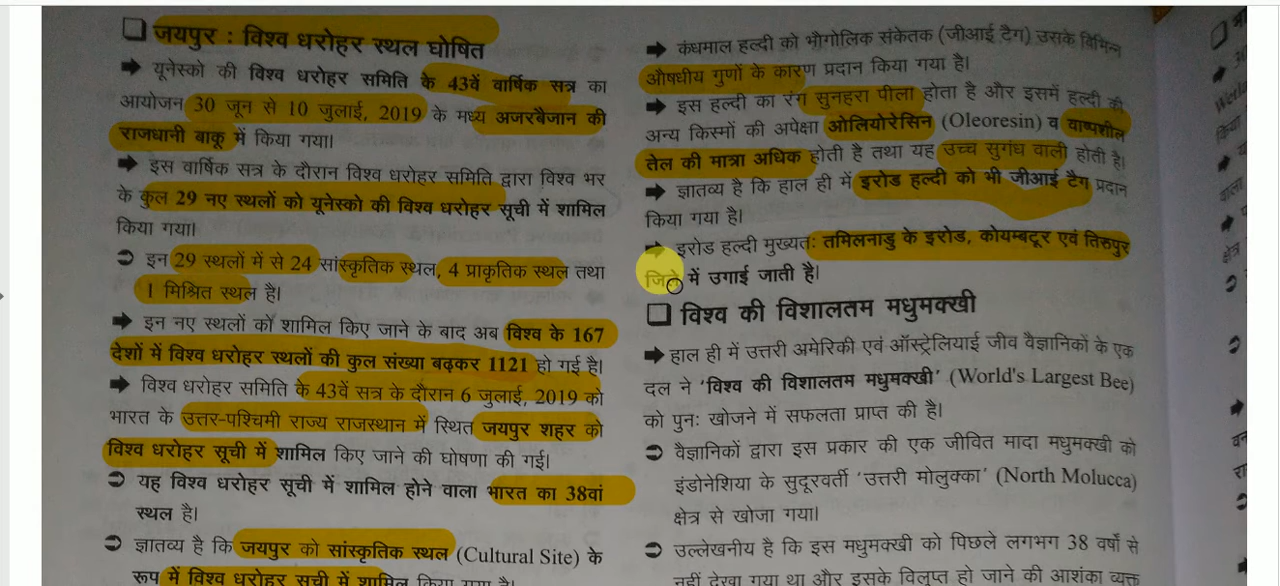 ❑ जयपुर : विश्व धरोहर स्थल घोषित
➡ यूनेस्को की विश्व धरोहर समिति के 43वें वार्षिक सत्र का
आयोजन 30 जून से 10 जुलाई, 2019 के मध्य अजरबैजान की
राजधानी बाकू में किया गया।
➡ इस वार्षिक सत्र के दौरान विश्व धरोहर समिति द्वारा विश्व भर
के कुल 29 नए स्थलों को यूनेस्को की विश्व धरोहर सूची में शामिल
किया गया।
➲ इन 29 स्थलों में से 24 सांस्कृतिक स्थल, 4 प्राकृतिक स्थल तथा
1 मिश्रित स्थल है।
➡ इन नए स्थलों को शामिल किए जाने के बाद अब विश्व के 167
देशों में विश्व धरोहर स्थलों की कुल संख्या बढ़कर 1121 हो गई है।
➡ विश्व धरोहर समिति के 43वें सत्र के दौरान 6 जुलाई, 2019 को
भारत के उत्तर-पश्चिमी राज्य राजस्थान में स्थित जयपुर शहर को
विश्व धरोहर सूची में शामिल किए जाने की घोषणा की गई।
➲ यह विश्व धरोहर सूची में शामिल होने वाला भारत का 38वां
स्थल है।
➲ ज्ञातव्य है कि जयपुर को सांस्कृतिक स्थल (Cultural Site) के
रूप में विश्व धरोहर सूची में शामिल किया गया है।
➡ कंधमाल हल्दी को भौगोलिक संकेतक (जीआई टैग) उसके विभिन्न
औषधीय गुणों के कारण प्रदान किया गया है।
➡ इस हल्दी का रंग सुनहरा पीला होता है और इसमें हल्दी की
अन्य किस्मों की अपेक्षा ओलियोरेसिन (Oleoresin) व वाष्पशील
तेल की मात्रा अधिक होती है तथा यह उच्च सुगंध वाली होती है।
➡ ज्ञातव्य है कि हाल ही में इरोड हल्दी को भी जीआई टैग प्रदान
किया गया है।
➡ इरोड हल्दी मुख्यतः तमिलनाडु के इरोड, कोयम्बटूर एवं तिरुपुर
जिले में उगाई जाती है।
❑ विश्व की विशालतम मधुमक्खी
➡ हाल ही में उत्तरी अमेरिकी एवं ऑस्ट्रेलियाई जीव वैज्ञानिकों के एक
दल ने 'विश्व की विशालतम मधुमक्खी' (World's Largest Bee)
को पुनः खोजने में सफलता प्राप्त की है।
➲ वैज्ञानिकों द्वारा इस प्रकार की एक जीवित मादा मधुमक्खी को
इंडोनेशिया के सुदूरवर्ती 'उत्तरी मोलुक्का' (North Molucca)
क्षेत्र से खोजा गया।
➲ उल्लेखनीय है कि इस मधुमक्खी को पिछले लगभग 38 वर्षों से
नहीं देखा गया था और इसके विलुप्त हो जाने की आशंका व्यक्त